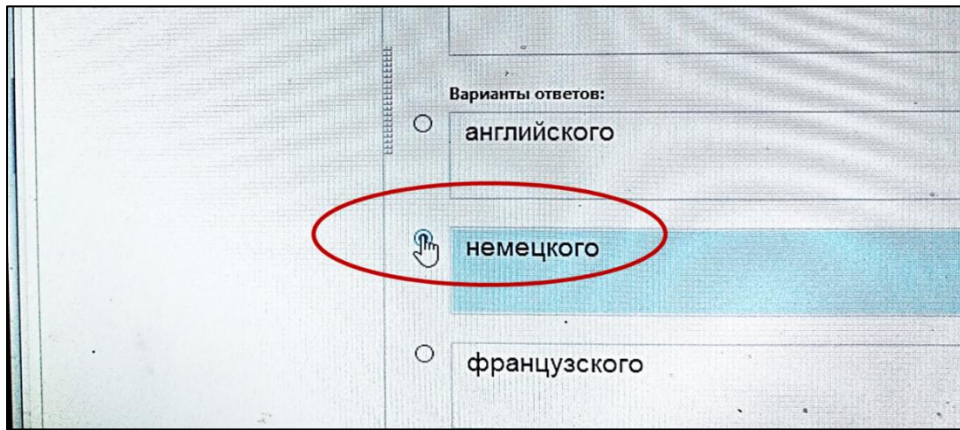 Варианты ответов:
английского
немецкого
французского